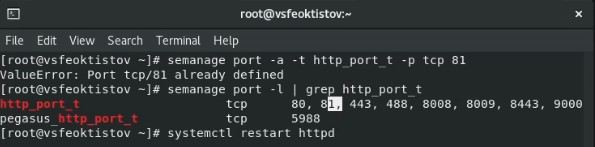 root@vsfeoktistov:~
File Edit View Search Terminal Help
[root@vsfeoktistov ~]# semanage port -a -t http_port_t -p tcp 81
ValueError: Port tcp/81 already defined
[root@vsfeoktistov ~]# semanage port -l | grep http_port_t
http_port_t tcp 80, 81, 443, 488, 8008, 8009, 8443, 9000
pegasus_http_port_t tcp 5988
[root@vsfeoktistov ~]# systemctl restart httpd